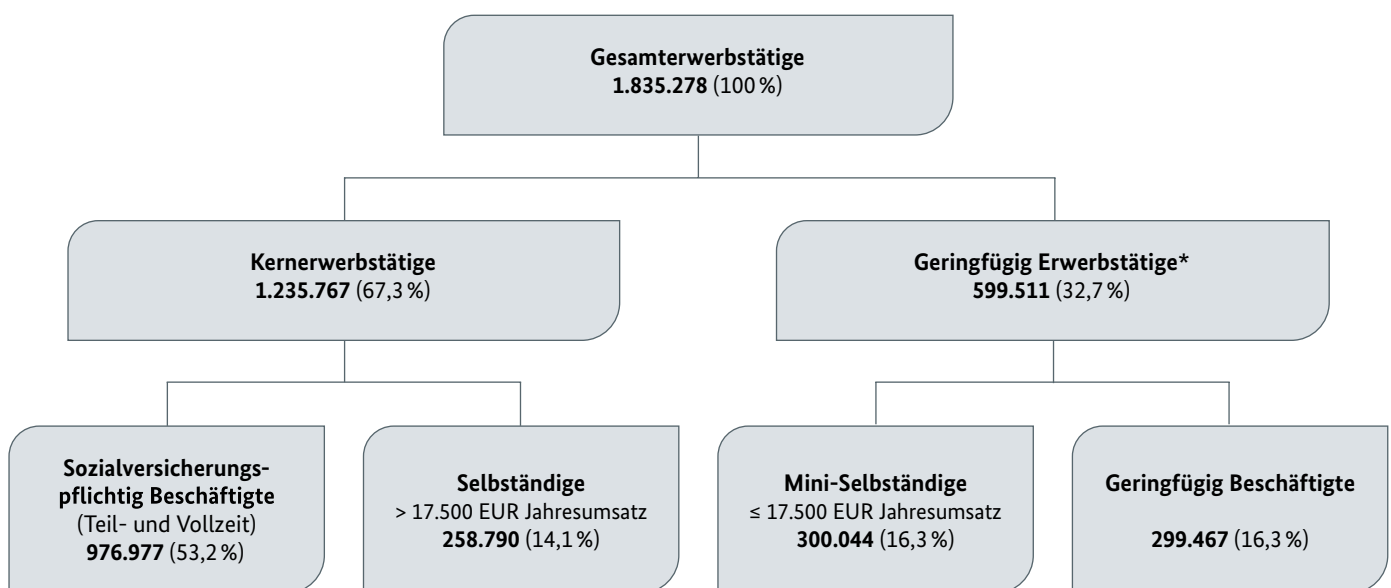 Gesamterwerbstätige
1.835.278 (100 %)
Kernerwerbstätige
1.235.767 (67,3 %)
Geringfügig Erwerbstätige*
599.511 (32,7 %)
Sozialversicherungs-
pflichtig Beschäftigte
(Teil- und Vollzeit)
976.977 (53,2 %)
Selbständige
> 17.500 EUR Jahresumsatz
258.790 (14,1 %)
Mini-Selbständige
≤ 17.500 EUR Jahresumsatz
300.044 (16,3 %)
Geringfügig Beschäftigte
299.467 (16,3 %)